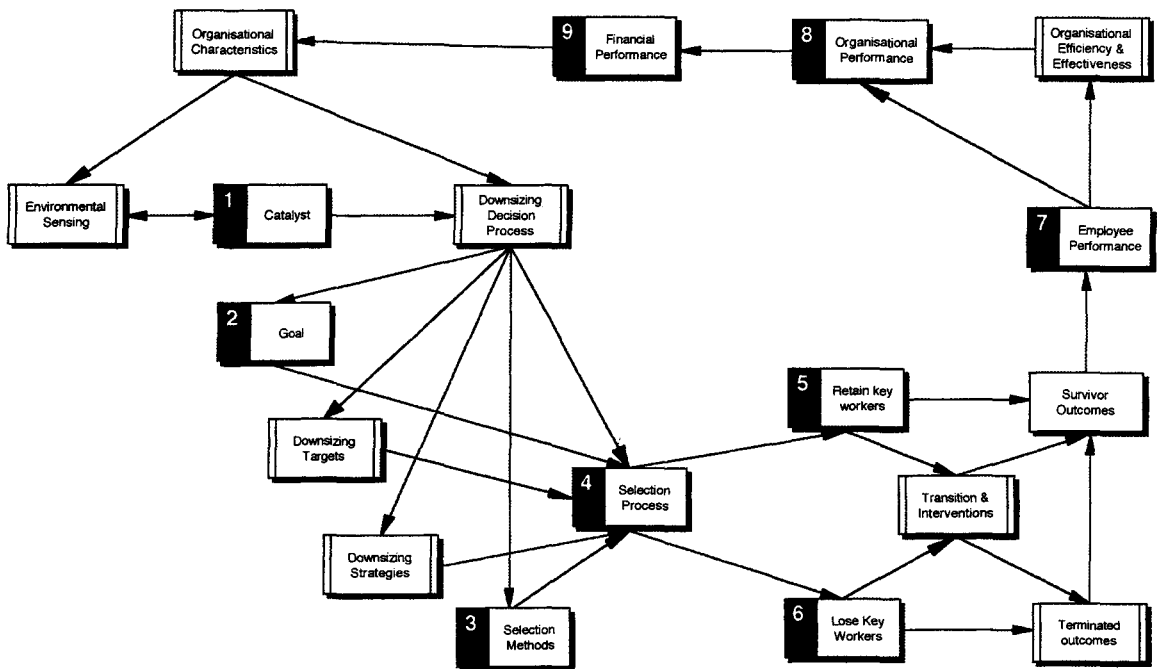 Organisational
Characteristics
9
Financial
Performance
8
Organisational
Performance
Organisational
Efficiency &
Effectiveness
Environmental
Sensing
1
Catalyst
Downsizing
Decision
Process
7
Employee
Performance
2
Goal
5
Retain key
workers
Survivor
Outcomes
Downsizing
Targets
4
Selection
Process
Transition &
Interventions
Downsizing
Strategies
3
Selection
Methods
6
Lose Key
Workers
Terminated
outcomes